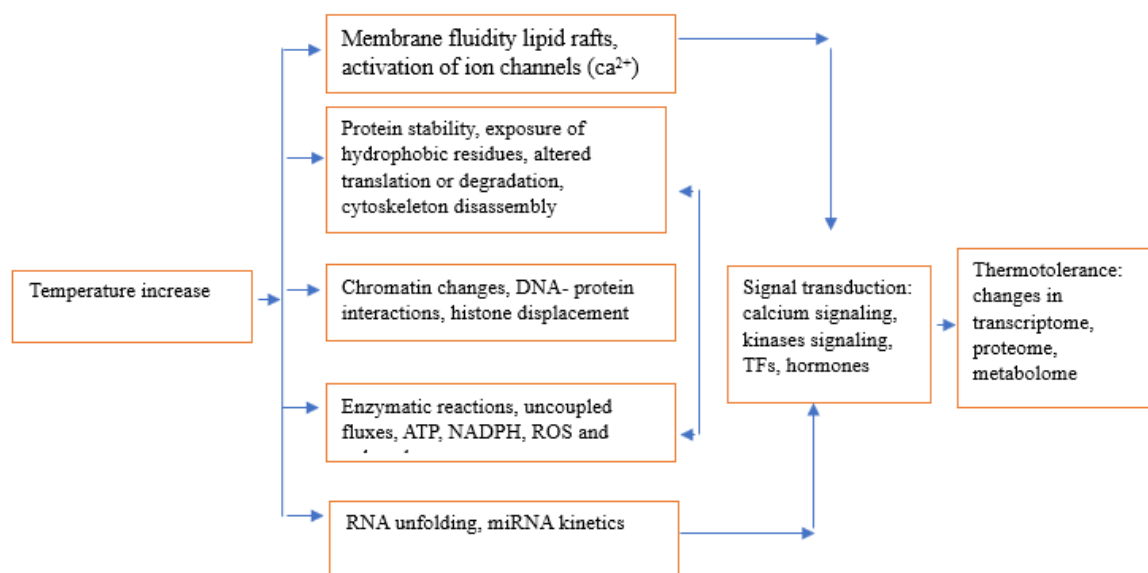 Membrane fluidity lipid rafts,
activation of ion channels (ca²⁺)
Protein stability, exposure of
hydrophobic residues, altered
translation or degradation,
cytoskeleton disassembly
Temperature increase
Chromatin changes, DNA- protein
interactions, histone displacement
Enzymatic reactions, uncoupled
fluxes, ATP, NADPH, ROS and
RNA unfolding, miRNA kinetics
Signal transduction:
calcium signaling,
kinases signaling,
TFs, hormones
Thermotolerance:
changes in
transcriptome,
proteome,
metabolome